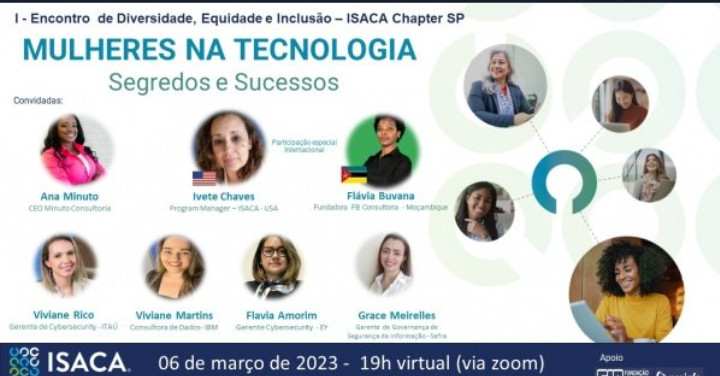 I - Encontro de Diversidade, Equidade e Inclusão – ISACA Chapter SP
MULHERES NA TECNOLOGIA
Segredos e Sucessos
Convidadas:
Participação especial
Internacional
Ana Minuto
CEO Minuto Consultoria
Ivete Chaves
Program Manager – ISACA - USA
Flávia Buvana
Fundadora FB Consultoria - Moçambique
Viviane Rico
Gerente de Cybersecurity - ITAÚ
Viviane Martins
Consultora de Dados- IBM
Flavia Amorim
Gerente Cybersecurity - EY
Grace Meirelles
Gerente de Governança de
Segurança da Informação - Safra
ISACA.
06 de março de 2023 - 19h virtual (via zoom)
Apoio
FUNDAÇÃO